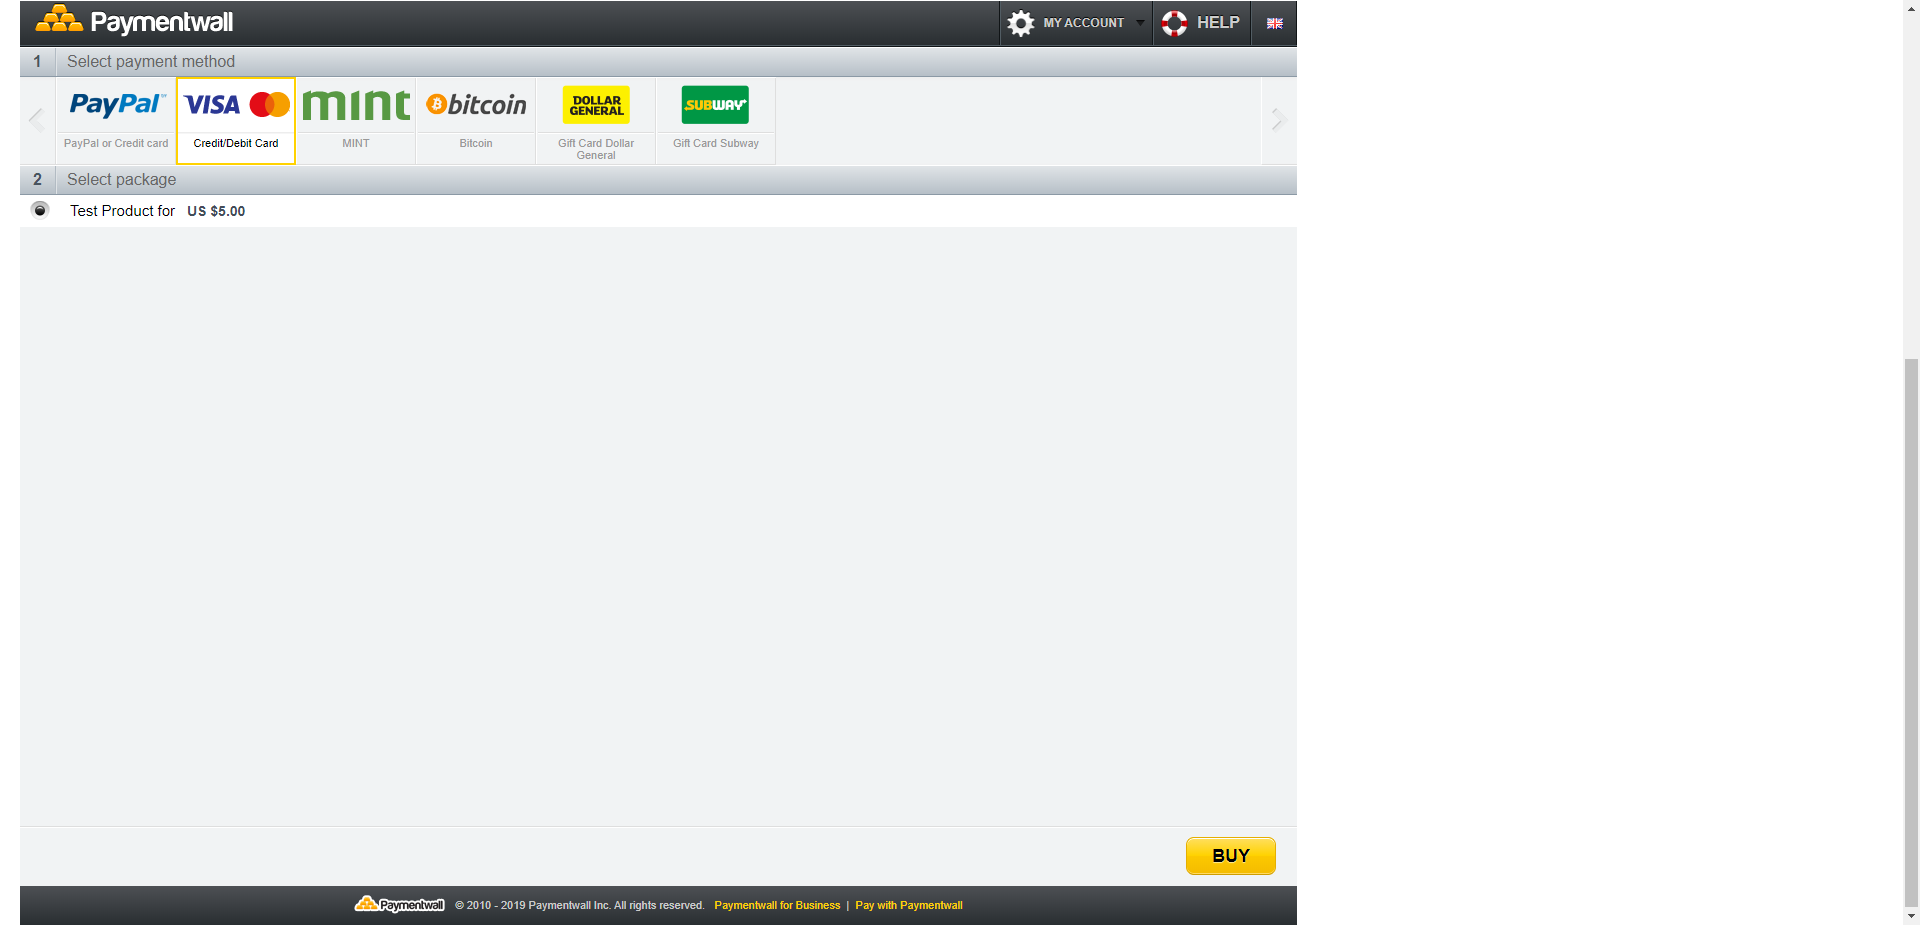 Paymentwall
MY ACCOUNT
HELP
1 Select payment method
PayPal
VISA
mint
bitcoin
DOLLAR
GENERAL
SUBWAY
PayPal or Credit card
Credit/Debit Card
MINT
Bitcoin
Gift Card Dollar
General
Gift Card Subway
2 Select package
Test Product for US $5.00
BUY
Paymentwall © 2010 - 2019 Paymentwall Inc. All rights reserved. Paymentwall for Business | Pay with Paymentwall